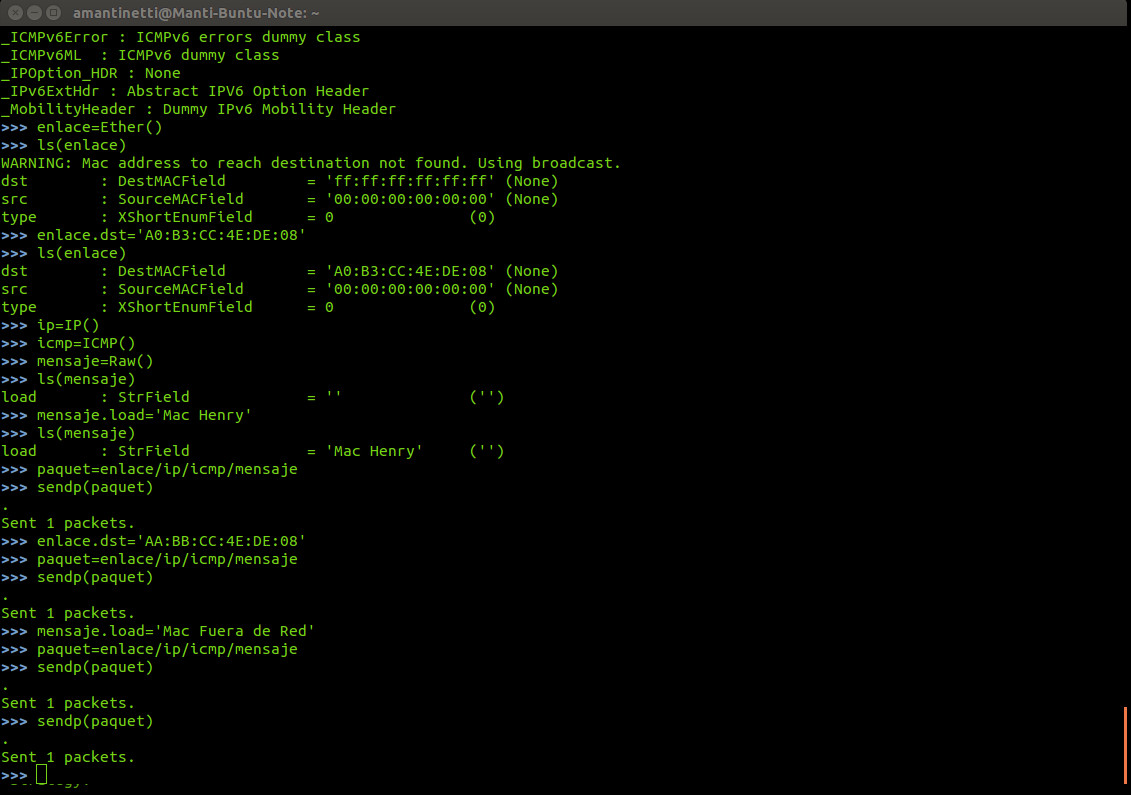 amantinetti@Manti-Buntu-Note: ~
_ICMPv6Error : ICMPv6 errors dummy class
_ICMPv6ML  : ICMPv6 dummy class
_IPOption_HDR : None
_IPv6ExtHdr : Abstract IPV6 Option Header
_MobilityHeader : Dummy IPv6 Mobility Header
>>> enlace=Ether()
>>> ls(enlace)
WARNING: Mac address to reach destination not found. Using broadcast.
dst        : DestMACField         = 'ff:ff:ff:ff:ff:ff' (None)
src        : SourceMACField       = '00:00:00:00:00:00' (None)
type       : XShortEnumField      = 0               (0)
>>> enlace.dst='A0:B3:CC:4E:DE:08'
>>> ls(enlace)
dst        : DestMACField         = 'A0:B3:CC:4E:DE:08' (None)
src        : SourceMACField       = '00:00:00:00:00:00' (None)
type       : XShortEnumField      = 0               (0)
>>> ip=IP()
>>> icmp=ICMP()
>>> mensaje=Raw()
>>> ls(mensaje)
load       : StrField             = ''              ('')
>>> mensaje.load='Mac Henry'
>>> ls(mensaje)
load       : StrField             = 'Mac Henry'     ('')
>>> paquet=enlace/ip/icmp/mensaje
>>> sendp(paquet)
.
Sent 1 packets.
>>> enlace.dst='AA:BB:CC:4E:DE:08'
>>> paquet=enlace/ip/icmp/mensaje
>>> sendp(paquet)
.
Sent 1 packets.
>>> mensaje.load='Mac Fuera de Red'
>>> paquet=enlace/ip/icmp/mensaje
>>> sendp(paquet)
.
Sent 1 packets.
>>> sendp(paquet)
.
Sent 1 packets.
>>>